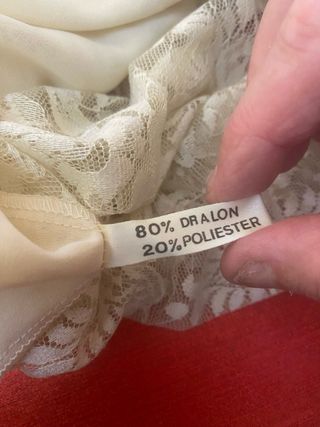 80% DRALON
20% POLIESTER